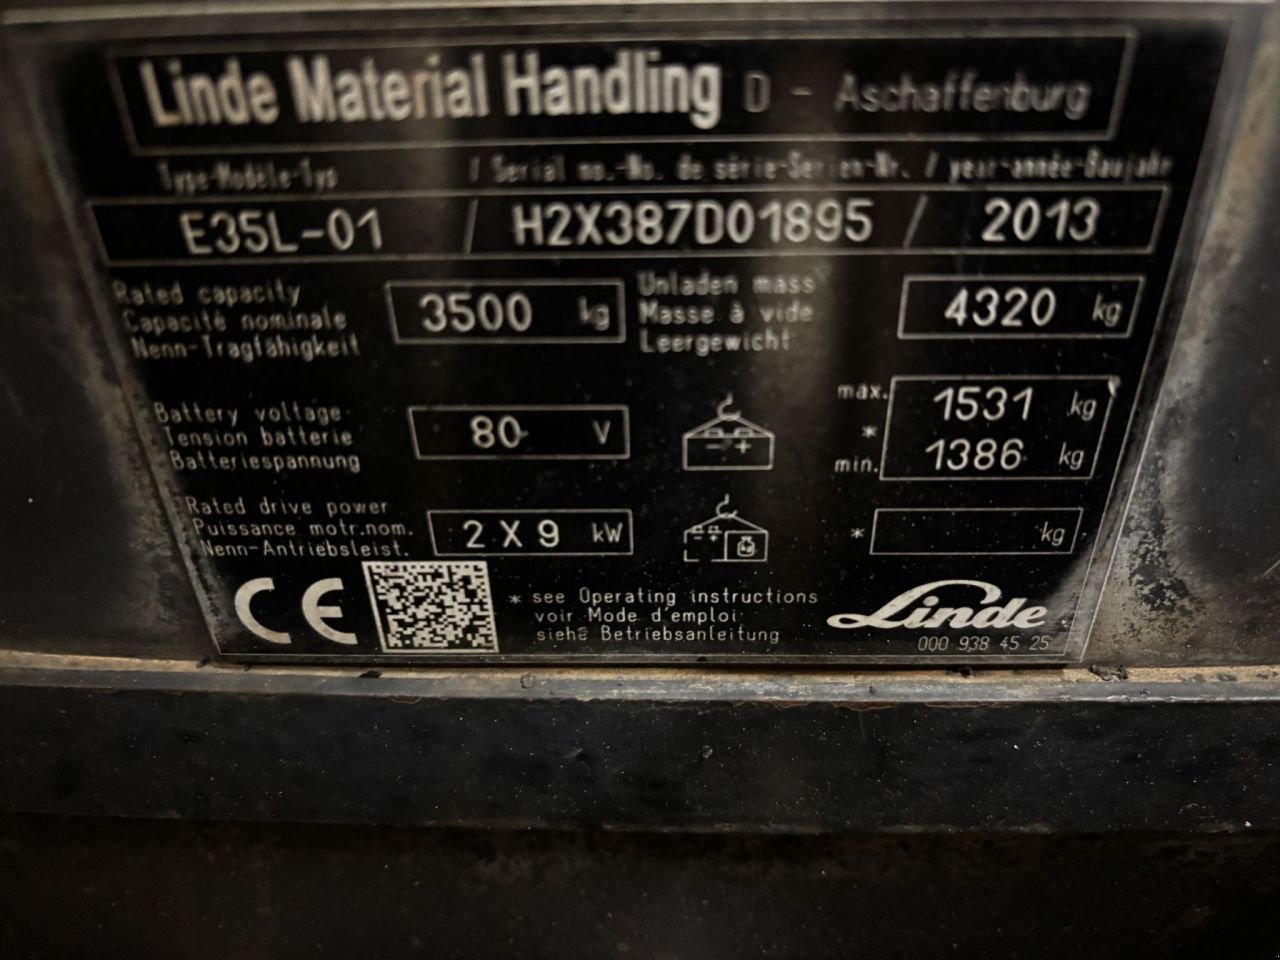 Linde Material Handling D - Aschaffenburg
Type-Modèle-Typ / Serial no.-No. de série-Serien-Nr. / year-année-Baujahr
E35L-01 / H2X387D01895 / 2013
Rated capacity
Capacité nominale
Nenn-Tragfähigkeit
3500 kg
Unladen mass
Masse à vide
Leergewicht
4320 kg
Battery voltage
Tension batterie
Batteriespannung
80 V
- +
max. 1531 kg
*
min. 1386 kg
Rated drive power
Puissance motr.nom.
Nenn-Antriebsleist.
2 X 9 kW
- +
kg
* kg
CE
* see Operating instructions
voir Mode d'emploi
siehe Betriebsanleitung
Linde
000 938 45 25